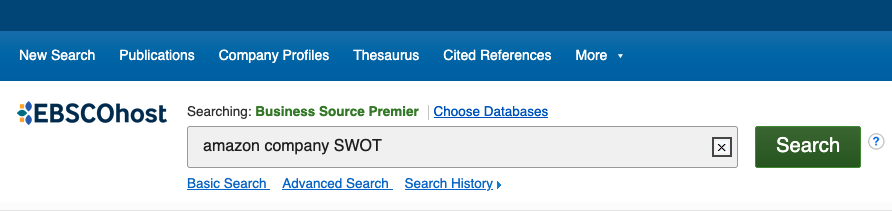 New Search Publications Company Profiles Thesaurus Cited References More
EBSCOhost
Searching: Business Source Premier Choose Databases
amazon company SWOT
Search
?
Basic Search Advanced Search Search History